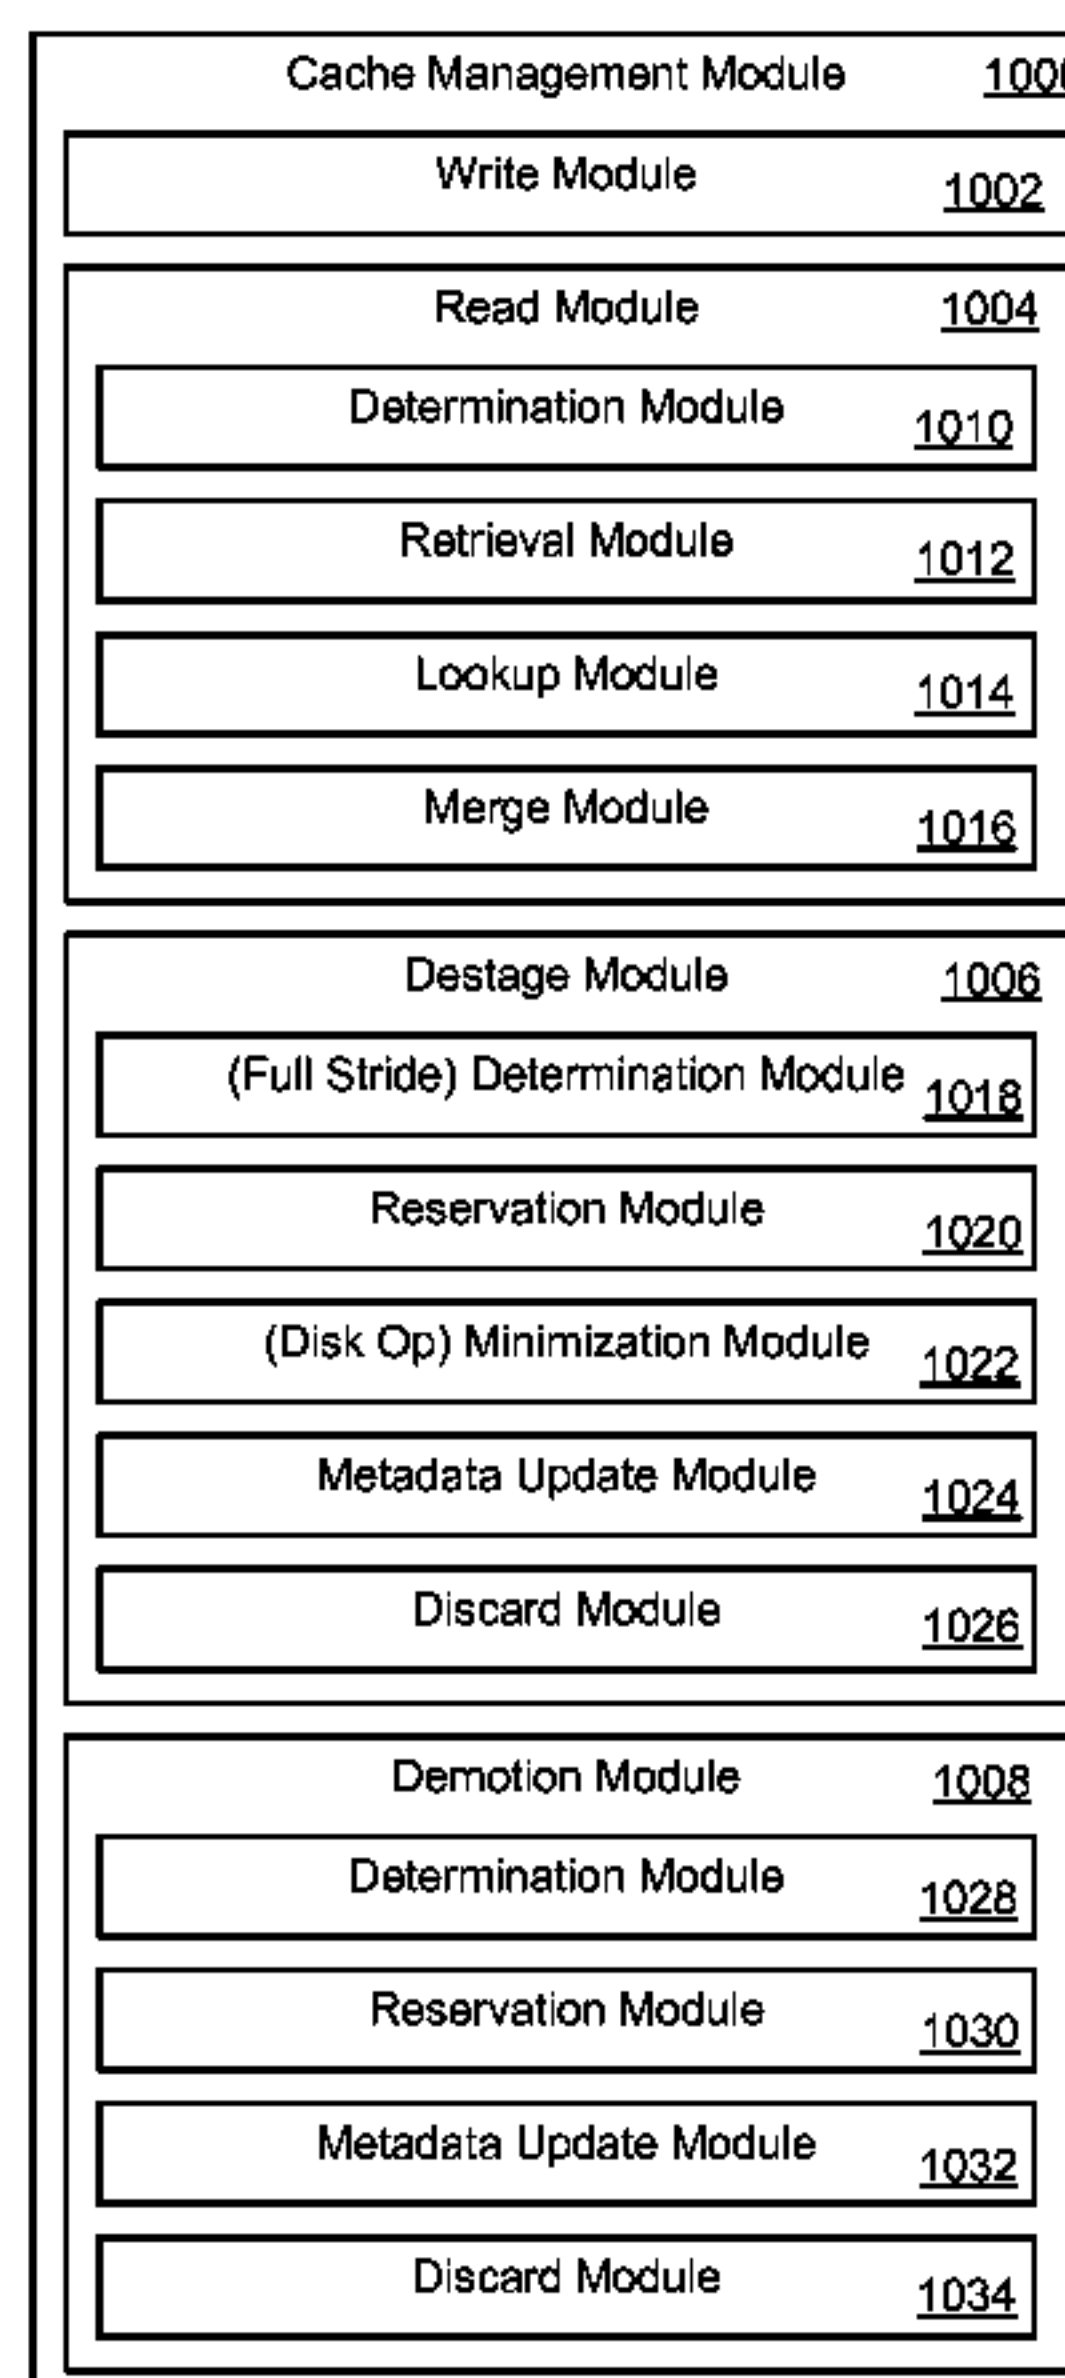 Cache Management Module 1000
Write Module 1002
Read Module 1004
Determination Module 1010
Retrieval Module 1012
Lookup Module 1014
Merge Module 1016
Destage Module 1006
(Full Stride) Determination Module 1018
Reservation Module 1020
(Disk Op) Minimization Module 1022
Metadata Update Module 1024
Discard Module 1026
Demotion Module 1008
Determination Module 1028
Reservation Module 1030
Metadata Update Module 1032
Discard Module 1034